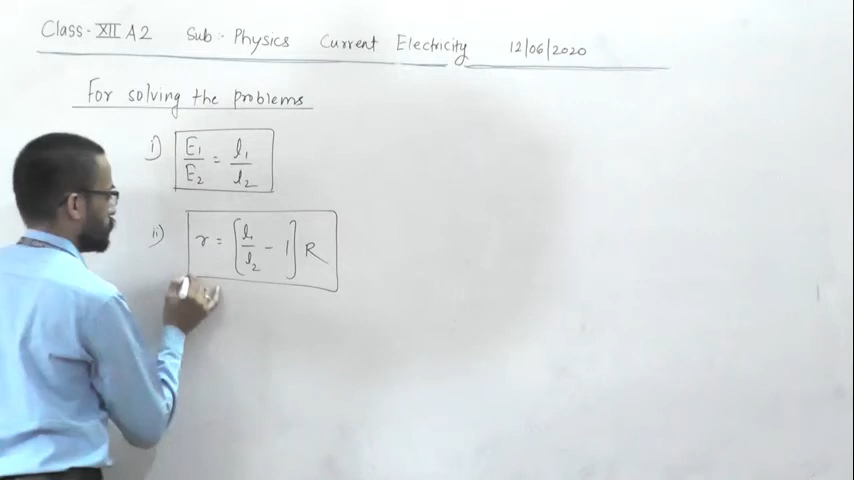 Class - XII A2 Sub :- Physics Current Electricity 12/06/2020
For solving the problems
i) E1/E2 = l1/l2
ii) r = [l1/l2 - 1] R